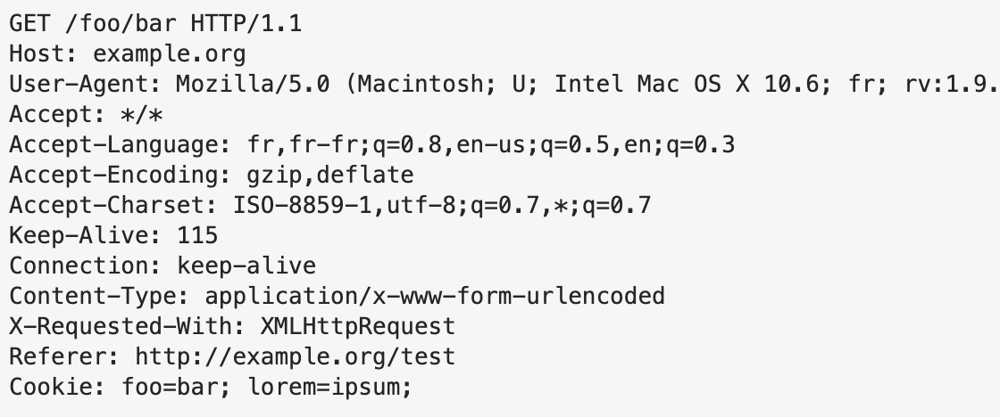 GET /foo/bar HTTP/1.1
Host: example.org
User-Agent: Mozilla/5.0 (Macintosh; U; Intel Mac OS X 10.6; fr; rv:1.9.
Accept: */*
Accept-Language: fr,fr-fr;q=0.8,en-us;q=0.5,en;q=0.3
Accept-Encoding: gzip,deflate
Accept-Charset: ISO-8859-1,utf-8;q=0.7,*;q=0.7
Keep-Alive: 115
Connection: keep-alive
Content-Type: application/x-www-form-urlencoded
X-Requested-With: XMLHttpRequest
Referer: http://example.org/test
Cookie: foo=bar; lorem=ipsum;